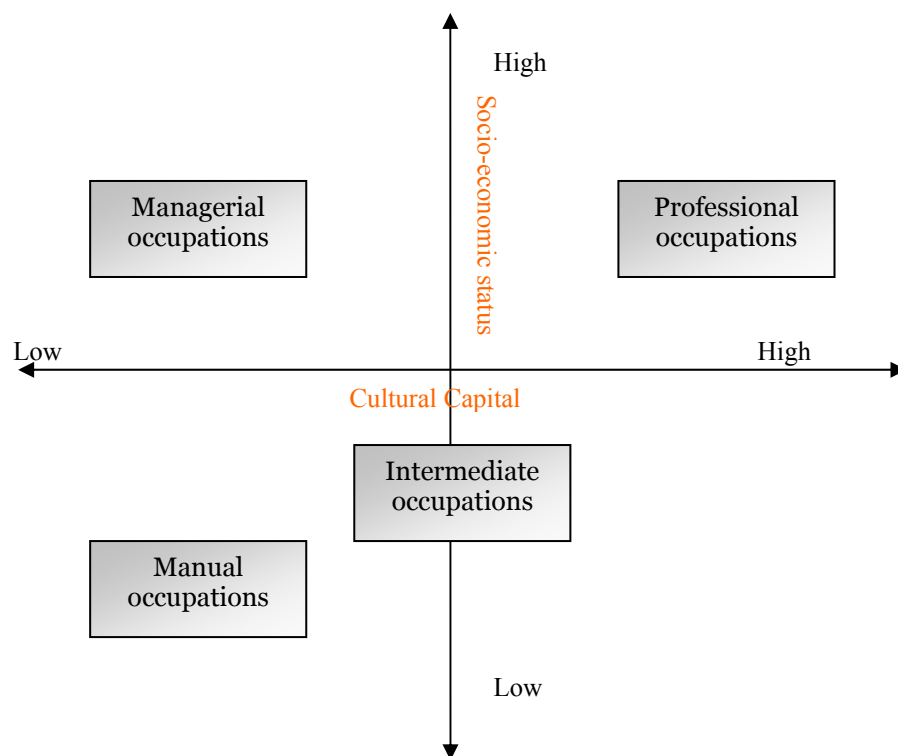 High
Socio-economic status
Managerial
occupations
Professional
occupations
Low
High
Cultural Capital
Intermediate
occupations
Manual
occupations
Low